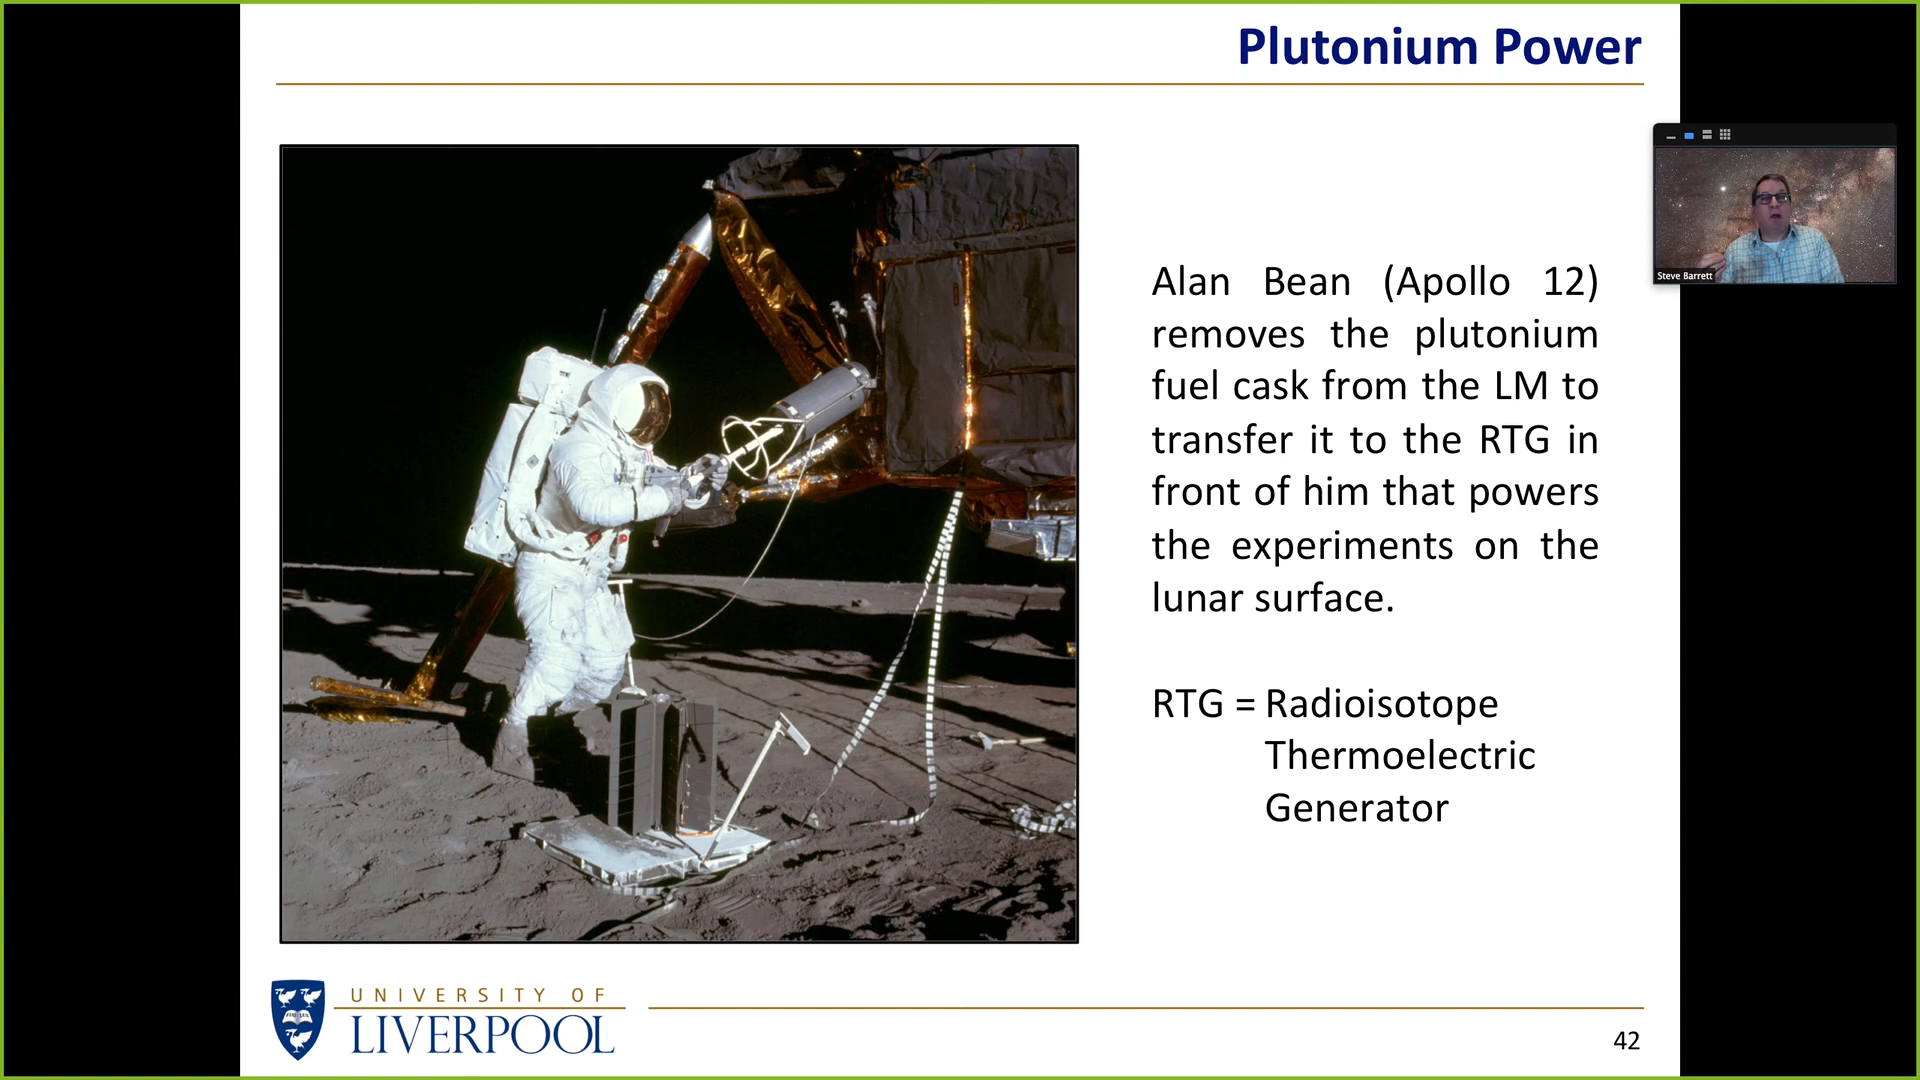 Plutonium Power
Steve Barrett
Alan Bean (Apollo 12)
removes the plutonium
fuel cask from the LM to
transfer it to the RTG in
front of him that powers
the experiments on the
lunar surface.
RTG = Radioisotope
Thermoelectric
Generator
UNIVERSITY OF
LIVERPOOL
42